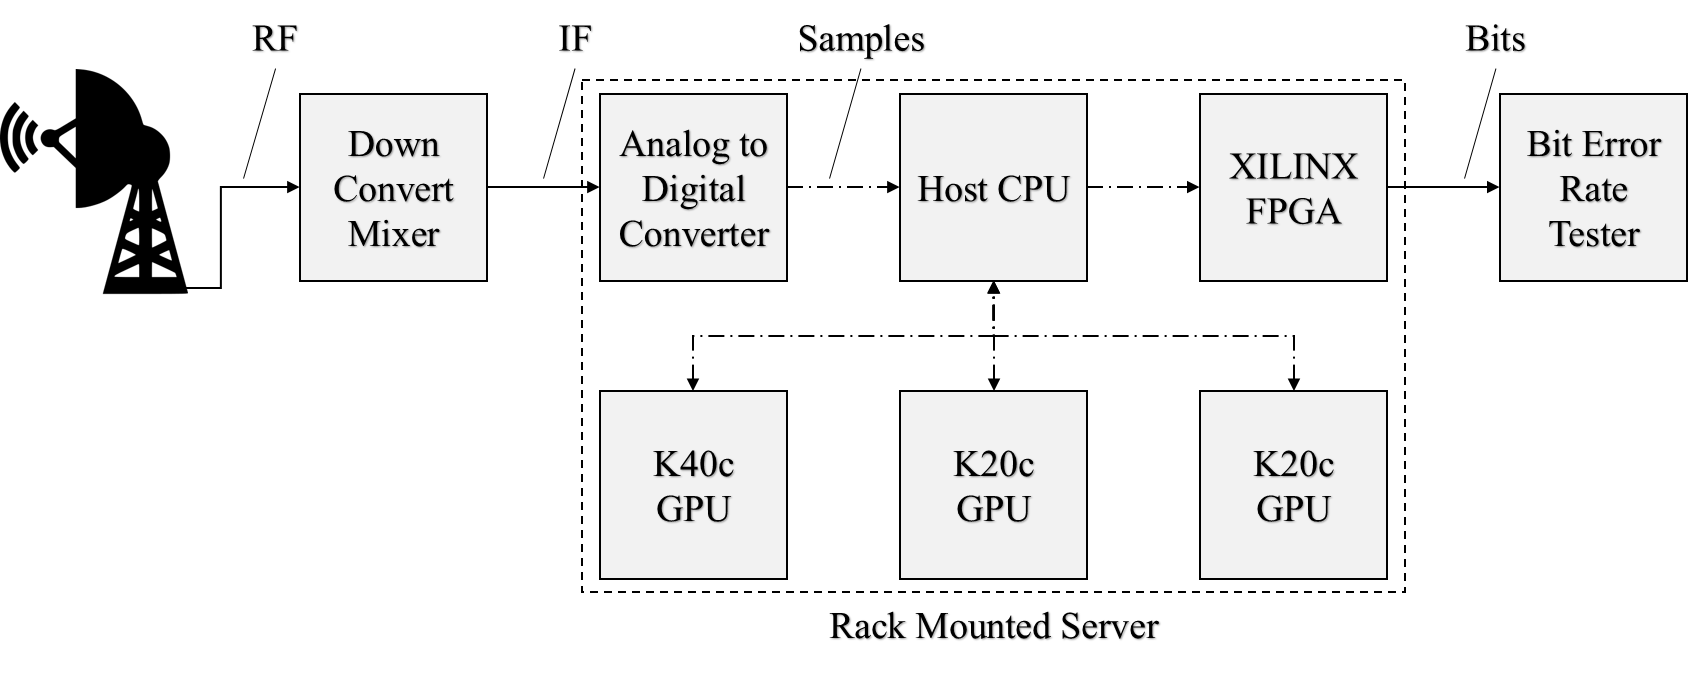 RF
IF
Samples
Bits
Down
Convert
Mixer
Analog to
Digital
Converter
Host CPU
XILINX
FPGA
Bit Error
Rate
Tester
K40c
GPU
K20c
GPU
K20c
GPU
Rack Mounted Server